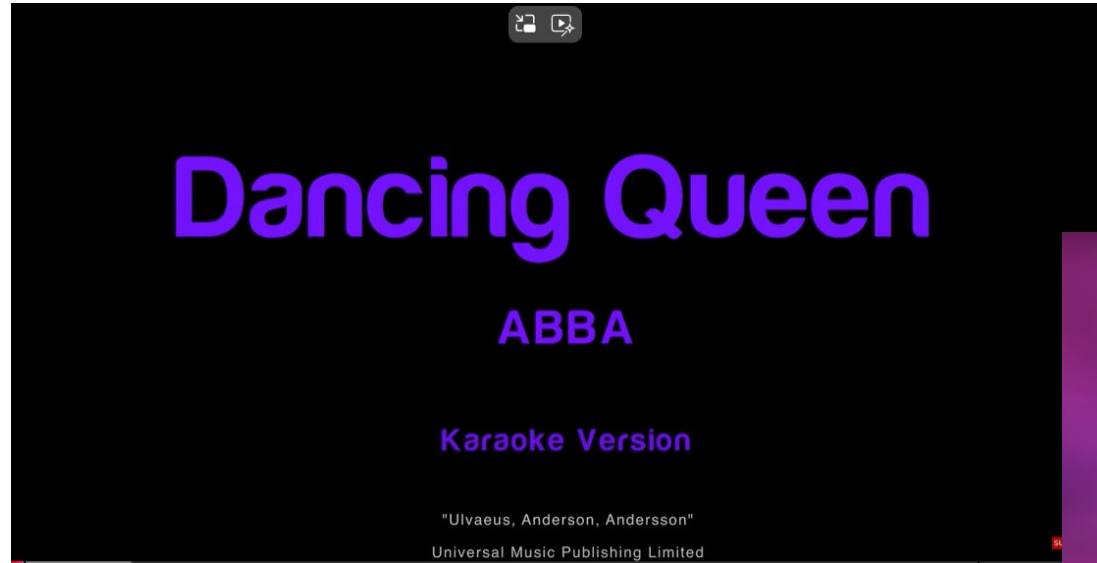 Dancing Queen
ABBA
Karaoke Version
"Ulvaeus, Anderson, Andersson"
Universal Music Publishing Limited